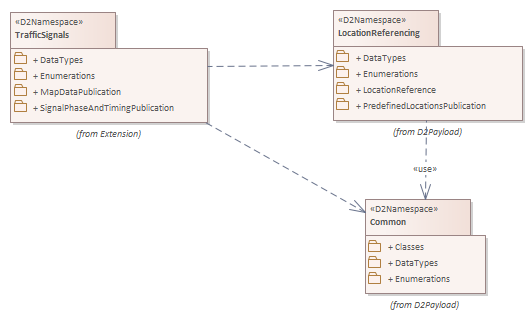 «D2Namespace»
TrafficSignals
+ DataTypes
+ Enumerations
+ MapDataPublication
+ SignalPhaseAndTimingPublication
(from Extension)
«D2Namespace»
LocationReferencing
+ DataTypes
+ Enumerations
+ LocationReference
+ PredefinedLocationsPublication
(from D2Payload)
«use»
«D2Namespace»
Common
+ Classes
+ DataTypes
+ Enumerations
(from D2Payload)